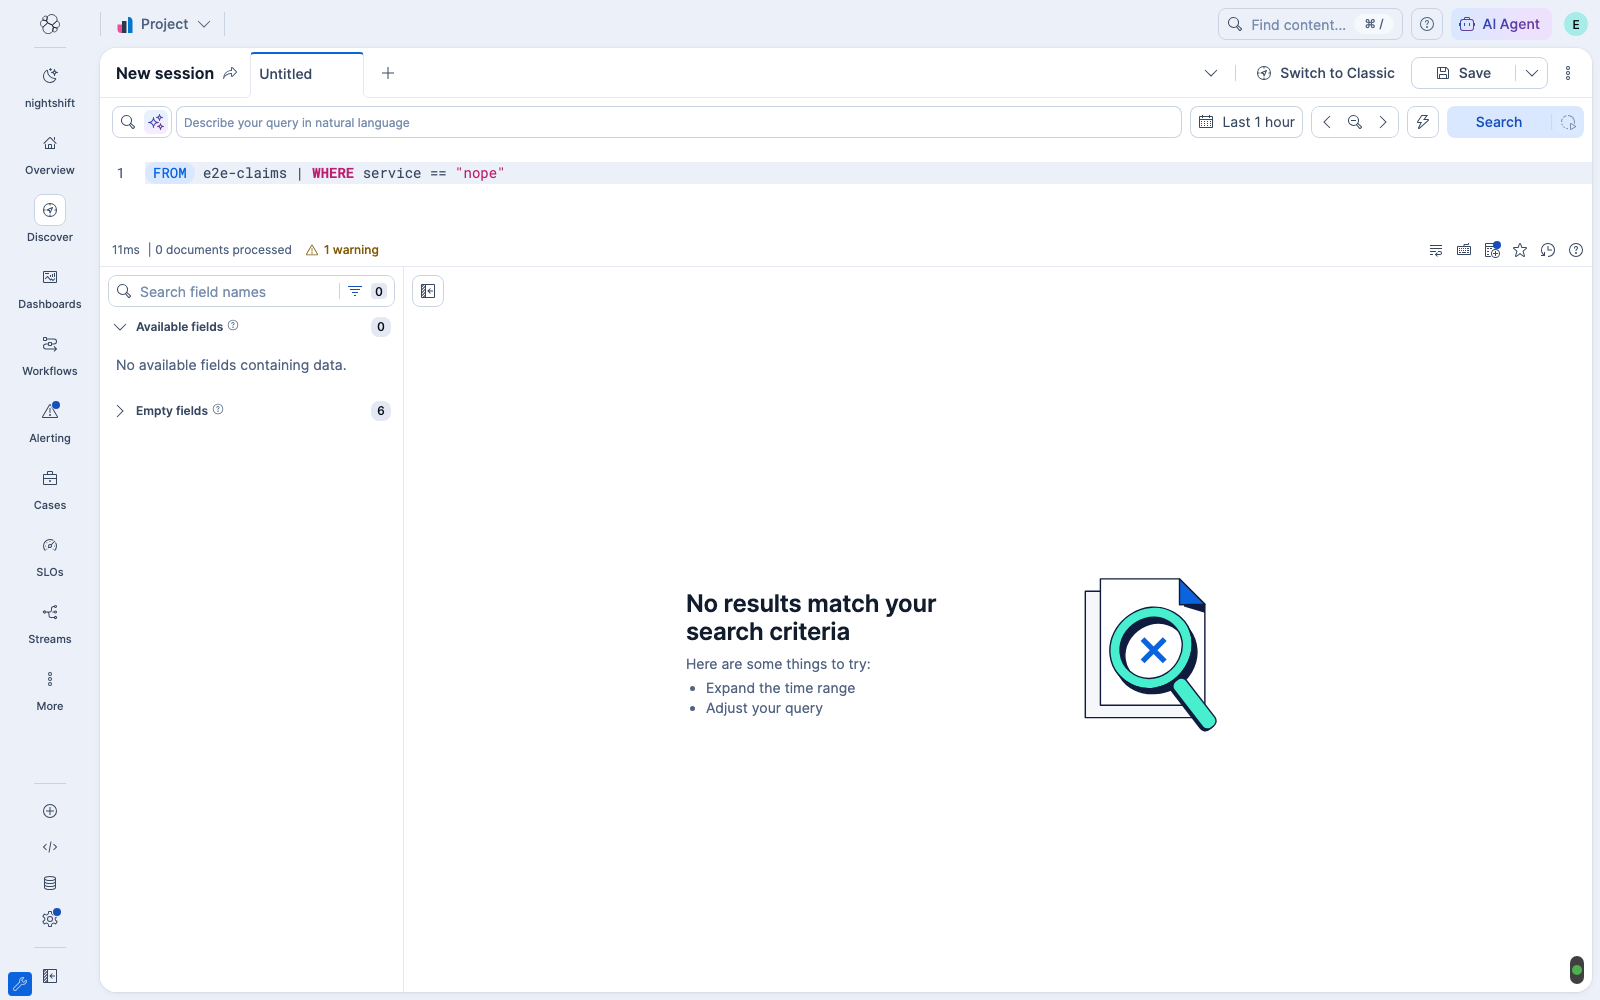 Project
Find content...
⌘ /
AI Agent
E
nightshift
Overview
Discover
Dashboards
Workflows
Alerting
Cases
SLOs
Streams
More
New session
Untitled
Switch to Classic
Save
Describe your query in natural language
Last 1 hour
Search
1 FROM e2e-claims | WHERE service == "nope"
11ms | 0 documents processed 1 warning
Search field names 0
Available fields 0
No available fields containing data.
Empty fields 6
No results match your
search criteria
Here are some things to try:
• Expand the time range
• Adjust your query